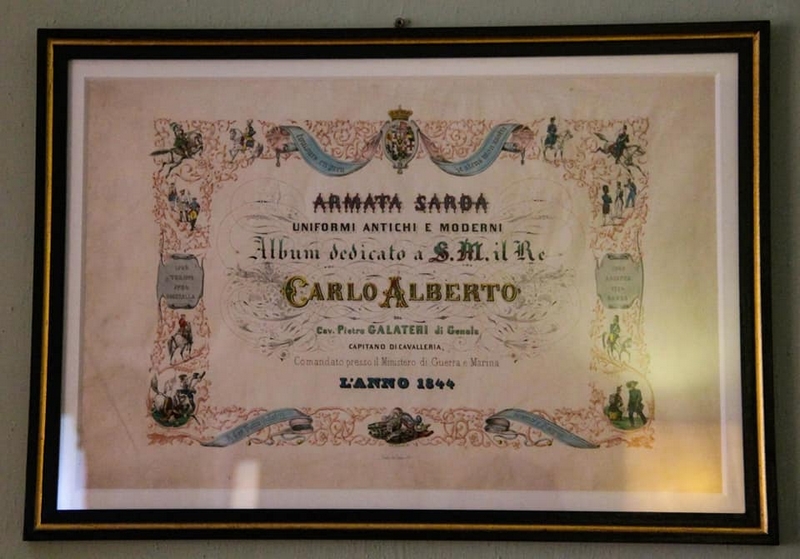 ARMATA SARDA
UNIFORMI ANTICHI E MODERNI
Album dedicato a S.M. il Re
CARLO ALBERTO
Cav. Pietro GALATERI di Genola
CAPITANO DI CAVALLERIA,
Comandato presso il Ministero di Guerra e Marina
L'ANNO 1844